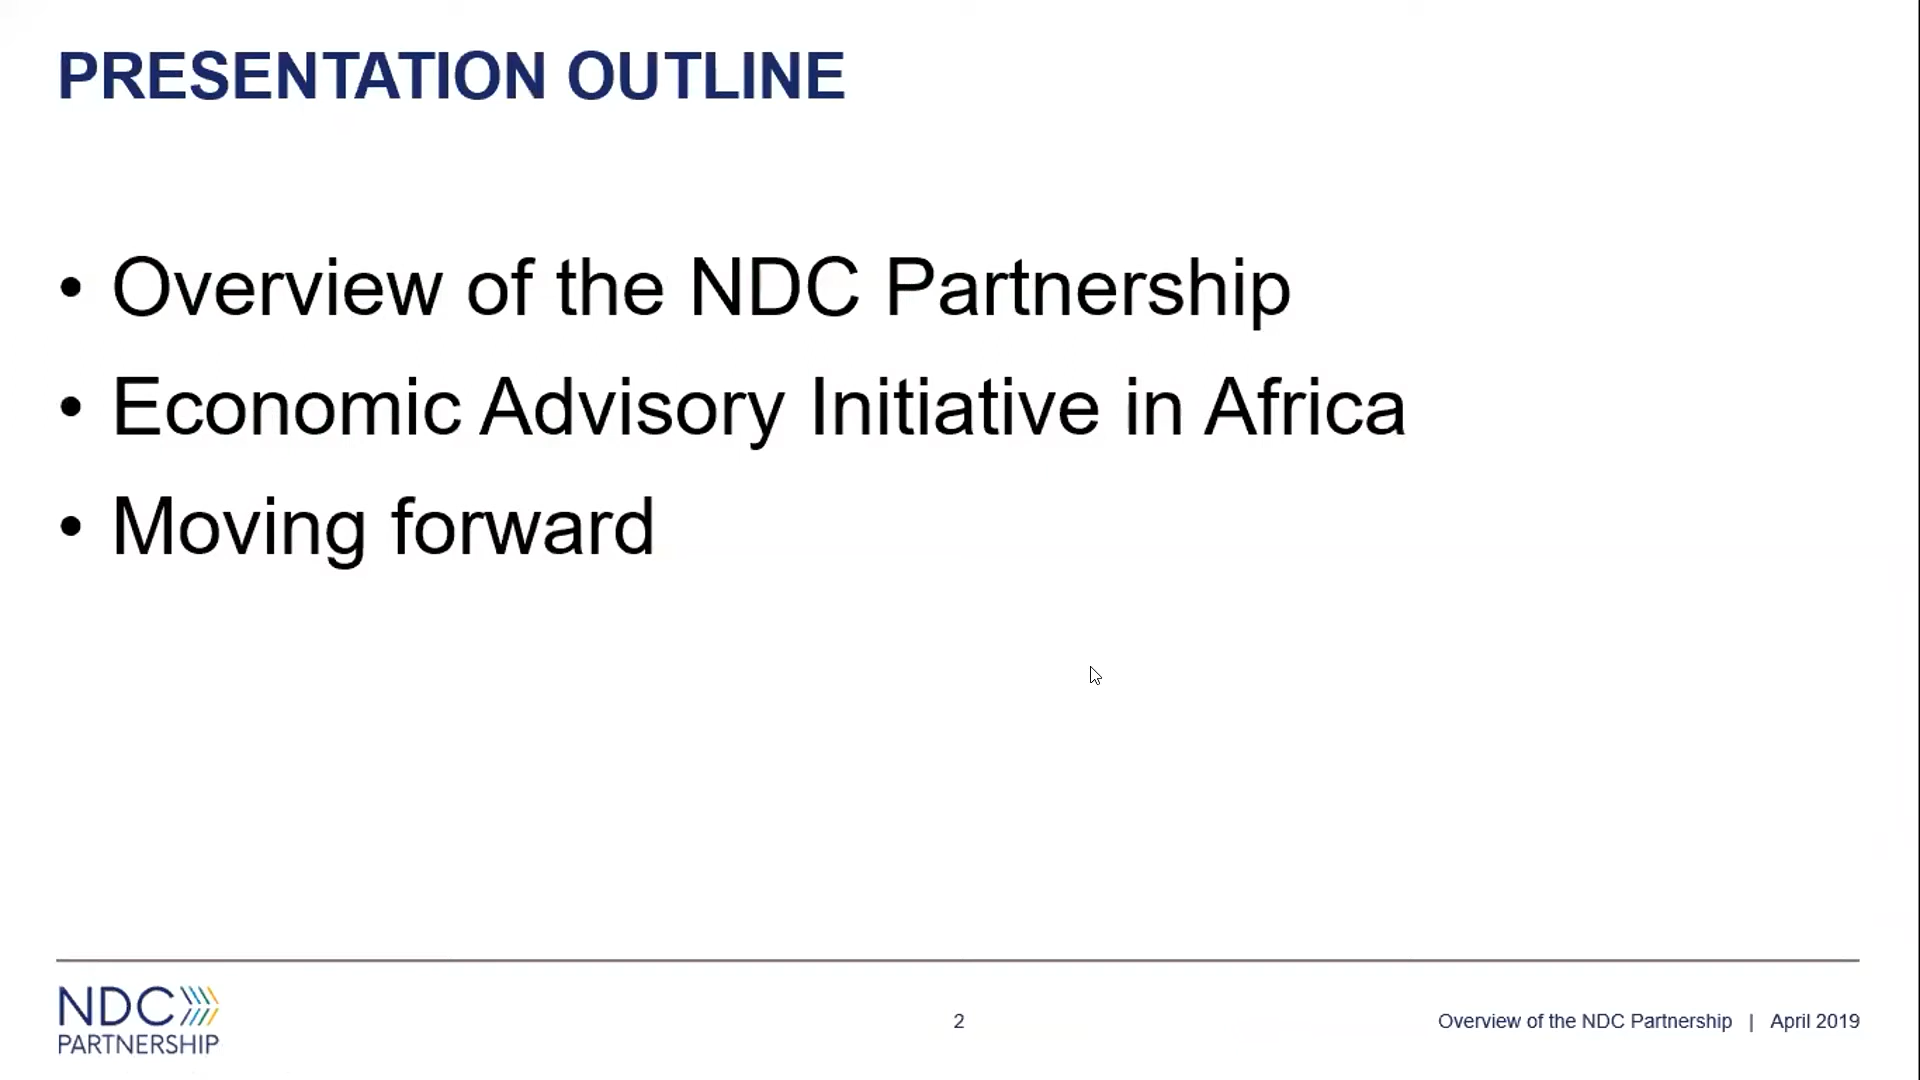 PRESENTATION OUTLINE
• Overview of the NDC Partnership
• Economic Advisory Initiative in Africa
• Moving forward
NDC
PARTNERSHIP
2
Overview of the NDC Partnership | April 2019